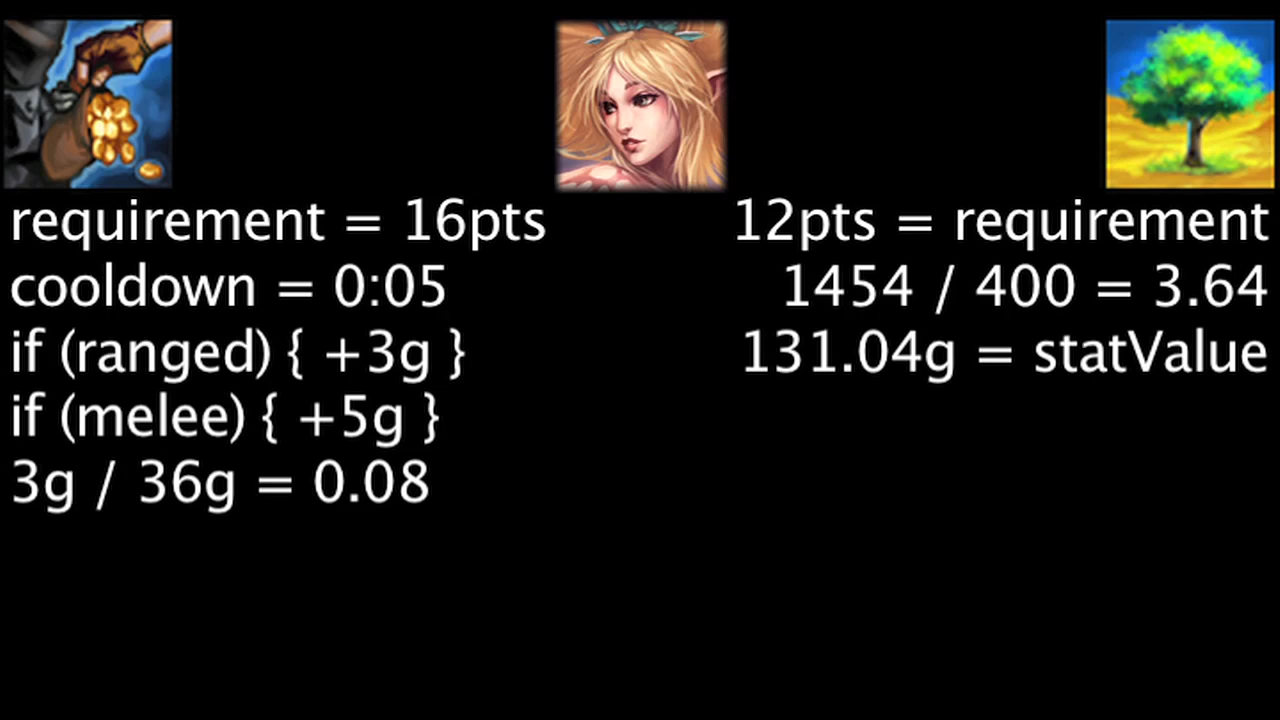 requirement = 16pts
cooldown = 0:05
if (ranged) { +3g }
if (melee) { +5g }
3g / 36g = 0.08
12pts = requirement
1454 / 400 = 3.64
131.04g = statValue